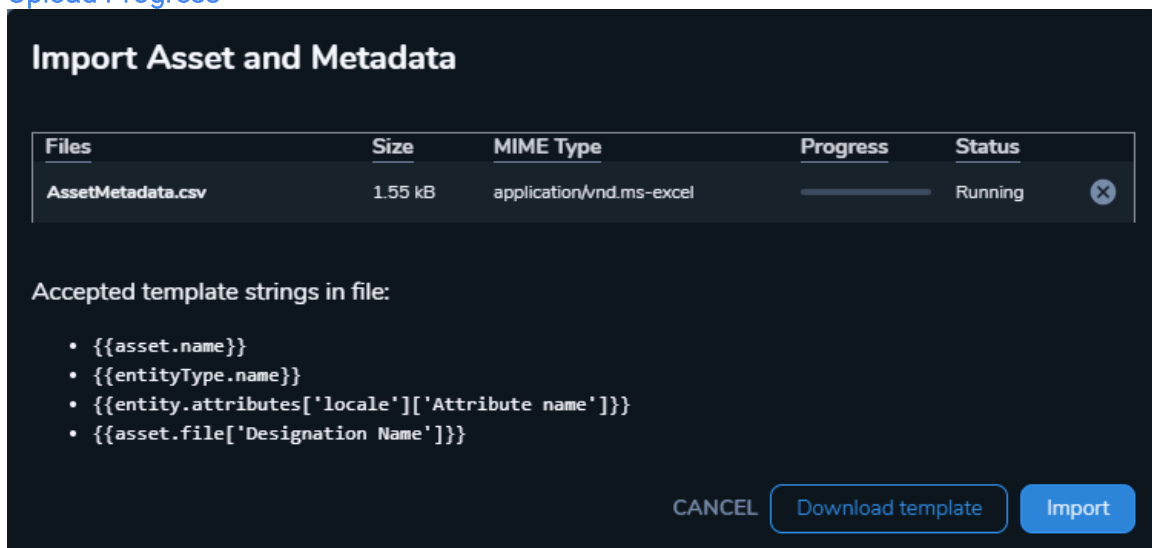 Upload Progress
Import Asset and Metadata
Files Size MIME Type Progress Status
AssetMetadata.csv 1.55 kB application/vnd.ms-excel Running
Accepted template strings in file:
• {{asset.name}}
• {{entityType.name}}
• {{entity.attributes['locale']['Attribute name']}}
• {{asset.file['Designation Name']}}
CANCEL Download template Import